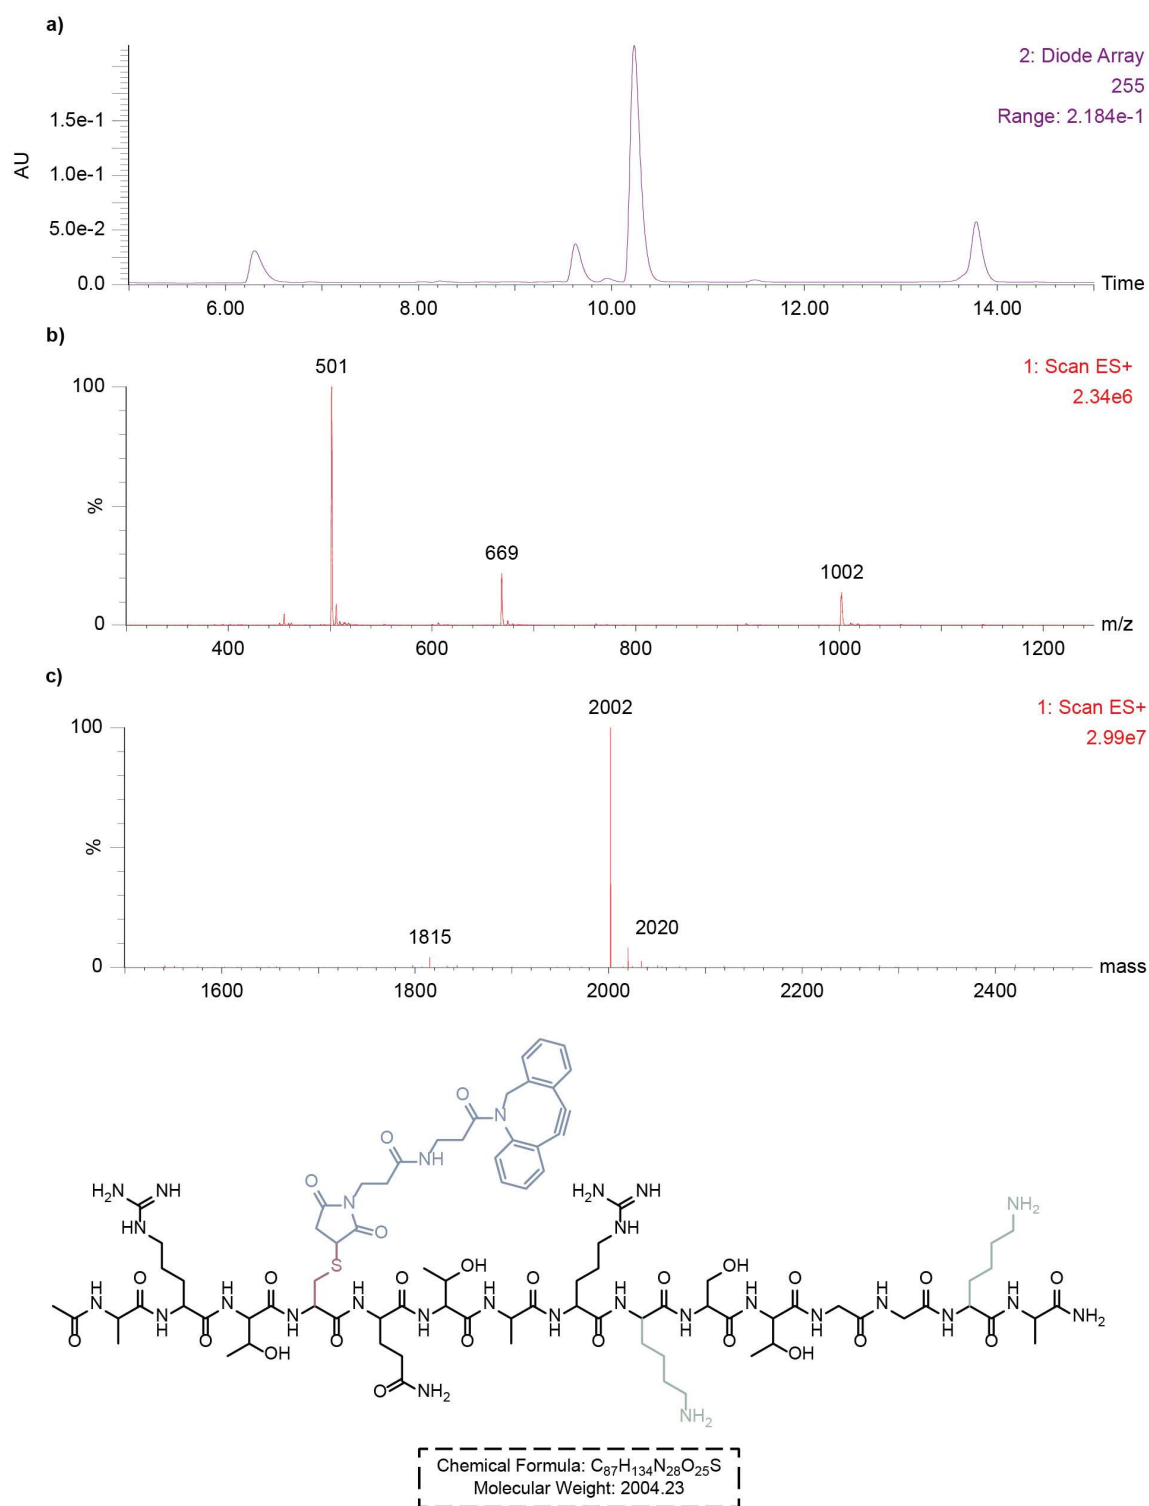 a)
2: Diode Array
255
Range: 2.184e-1
AU
1.5e-1
1.0e-1
5.0e-2
0.0
Time
6.00 8.00 10.00 12.00 14.00
b)
1: Scan ES+
2.34e6
501
100
%
669
1002
0
m/z
400 600 800 1000 1200
c)
1: Scan ES+
2.99e7
2002
100
%
1815
2020
0
mass
1600 1800 2000 2200 2400
O
N
O
NH
O
N
O
O
S
H₂N NH
HN
H₂N NH
NH
NH₂
OH
OH
H N O H N O H N O H N O H N O H N O H N O O
N H O N H O N H O N H O N H O N H O N H O NH₂
O
OH
OH
O NH₂
NH₂
Chemical Formula: C₈₇H₁₃₄N₂₈O₂₅S
Molecular Weight: 2004.23